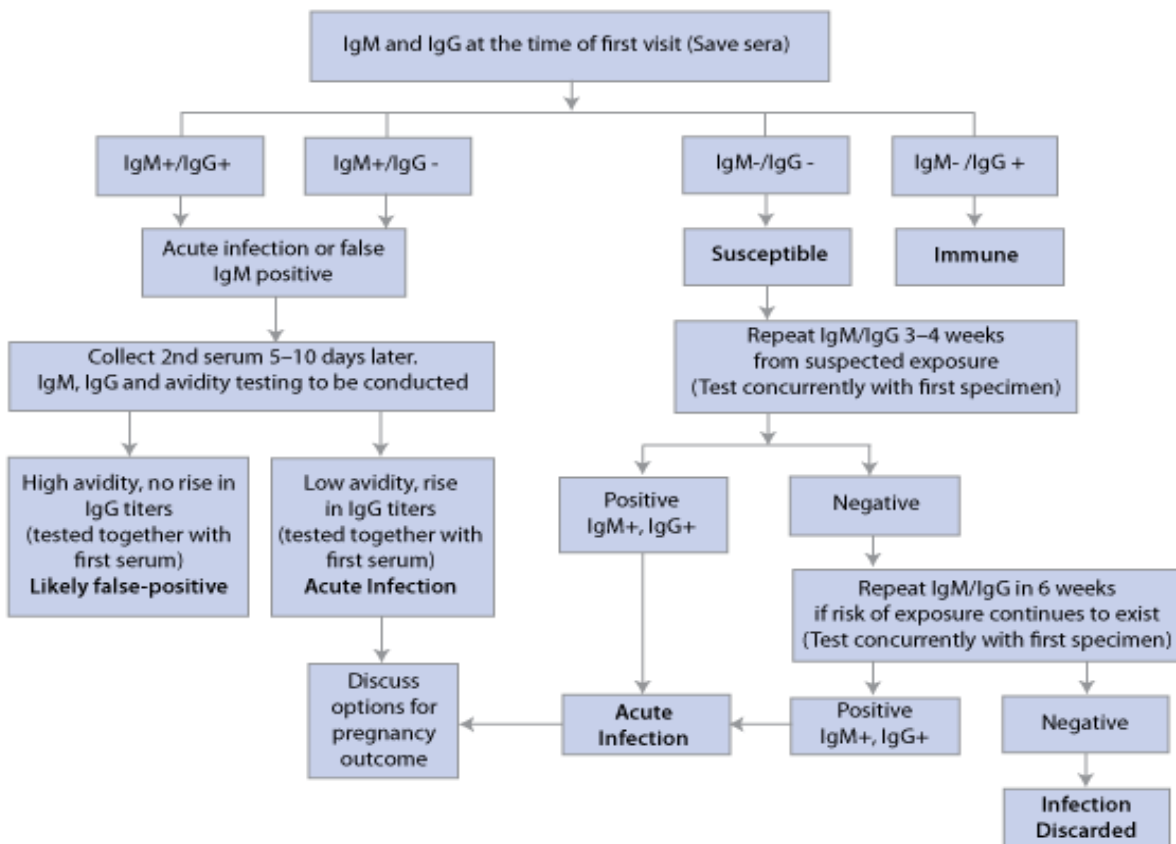 IgM and IgG at the time of first visit (Save sera)
IgM+/IgG+
IgM+/IgG -
IgM-/IgG -
IgM- /IgG +
Acute infection or false
IgM positive
Susceptible
Immune
Collect 2nd serum 5–10 days later.
IgM, IgG and avidity testing to be conducted
Repeat IgM/IgG 3–4 weeks
from suspected exposure
(Test concurrently with first specimen)
High avidity, no rise in
IgG titers
(tested together with
first serum)
Likely false-positive
Low avidity, rise
in IgG titers
(tested together with
first serum)
Acute Infection
Positive
IgM+, IgG+
Negative
Repeat IgM/IgG in 6 weeks
if risk of exposure continues to exist
(Test concurrently with first specimen)
Discuss
options for
pregnancy
outcome
Acute
Infection
Positive
IgM+, IgG+
Negative
Infection
Discarded